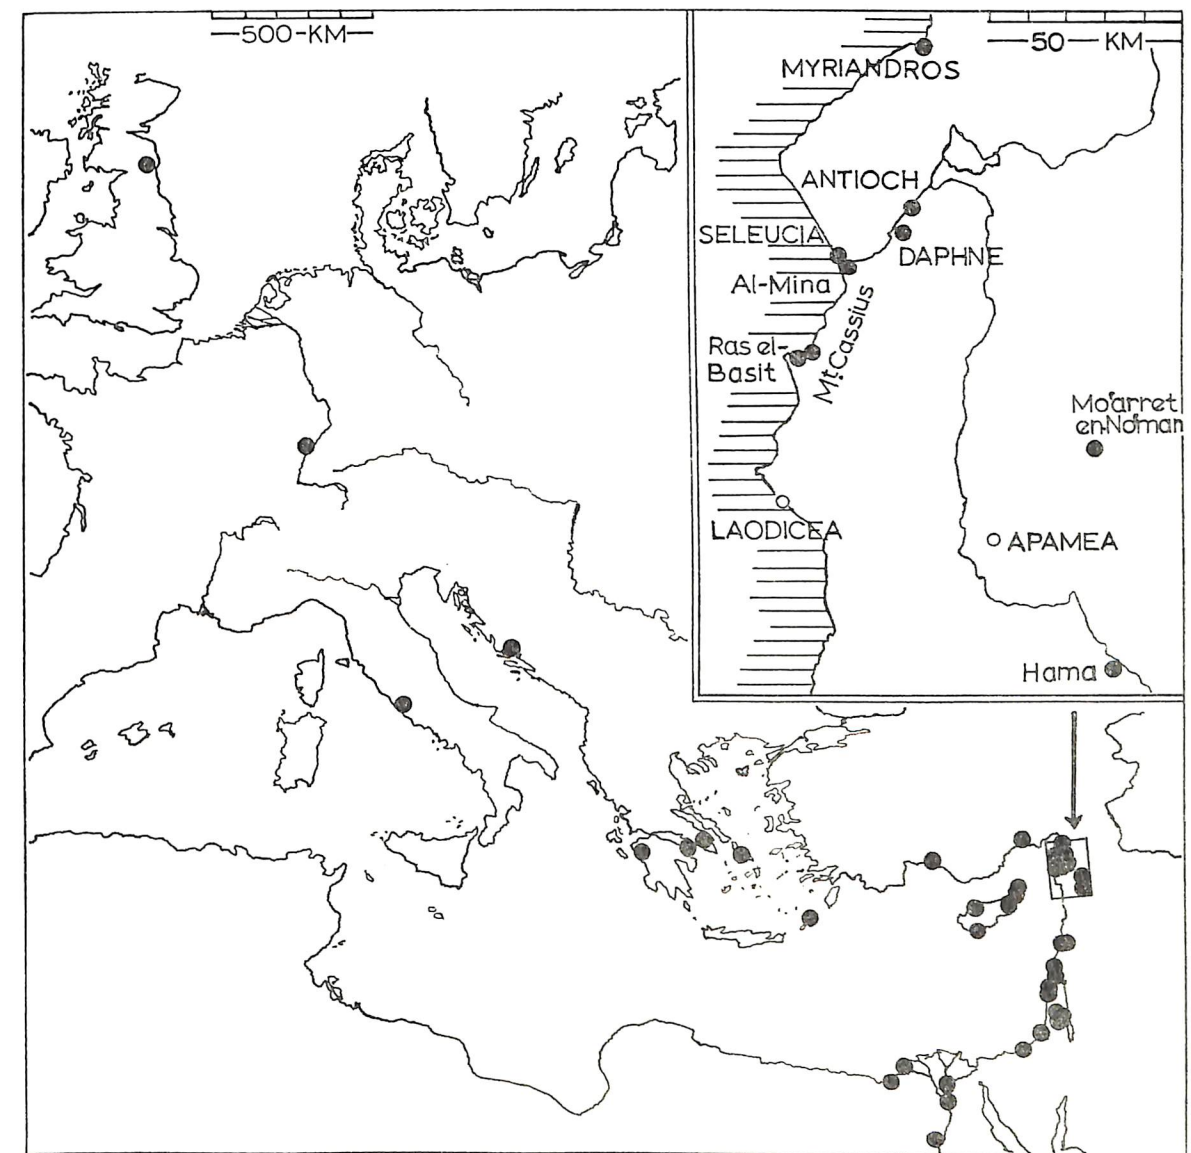 500-KM
50 KM
MYRIANDROS
ANTIOCH
SELEUCIA
DAPHNE
Al-Mina
Mt. Cassius
Ras el-
Basit
Mo'arret
en-No'man
LAODICEA
APAMEA
Hama